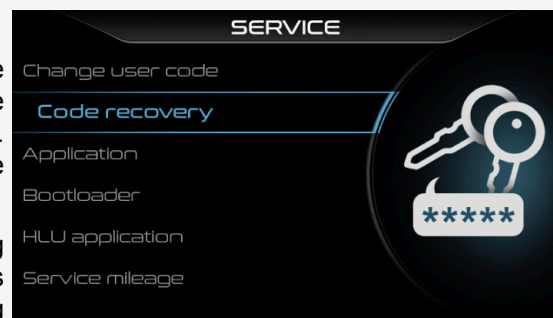 SERVICE
Change user code
Code recovery
Application
Bootloader
HLU application
Service mileage
*****